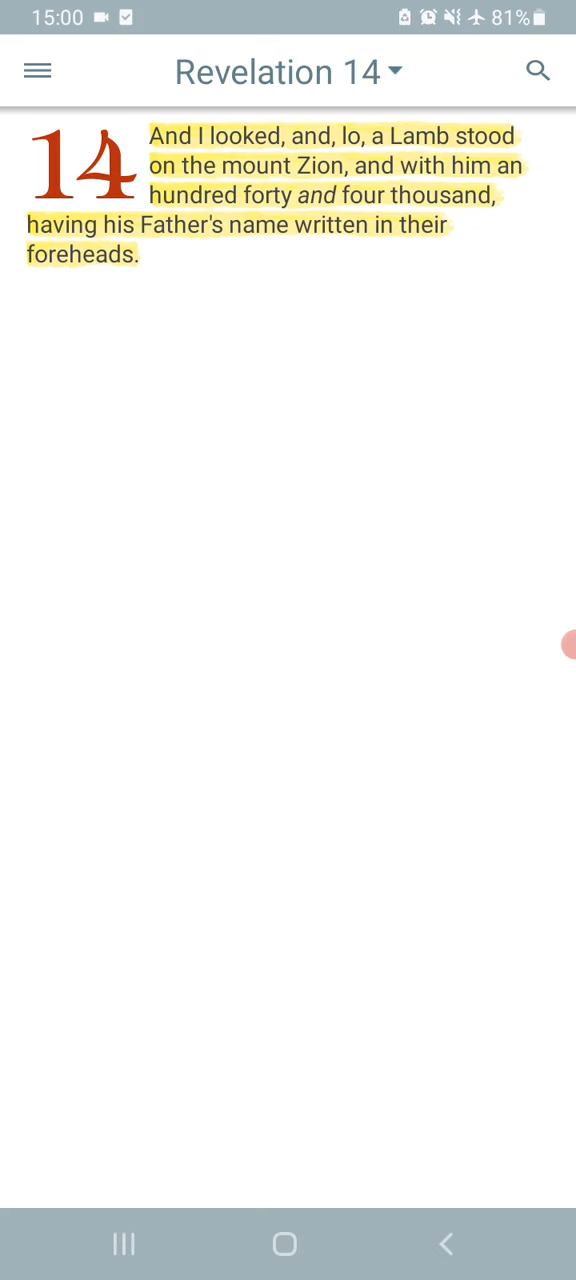 15:00 81%
Revelation 14
14 And I looked, and, lo, a Lamb stood
on the mount Zion, and with him an
hundred forty and four thousand,
having his Father's name written in their
foreheads.